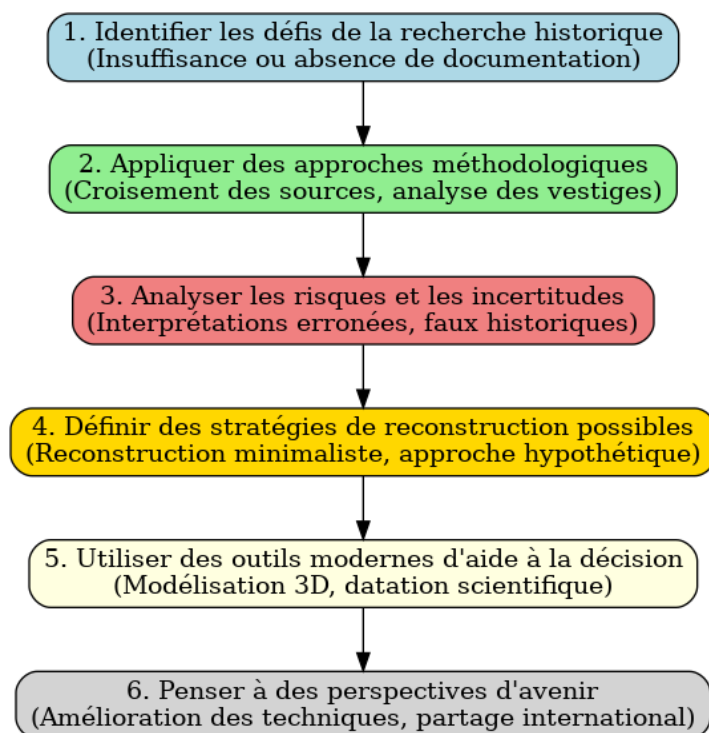 1. Identifier les défis de la recherche historique
(Insuffisance ou absence de documentation)
2. Appliquer des approches méthodologiques
(Croisement des sources, analyse des vestiges)
3. Analyser les risques et les incertitudes
(Interprétations erronées, faux historiques)
4. Définir des stratégies de reconstruction possibles
(Reconstruction minimaliste, approche hypothétique)
5. Utiliser des outils modernes d'aide à la décision
(Modélisation 3D, datation scientifique)
6. Penser à des perspectives d'avenir
(Amélioration des techniques, partage international)